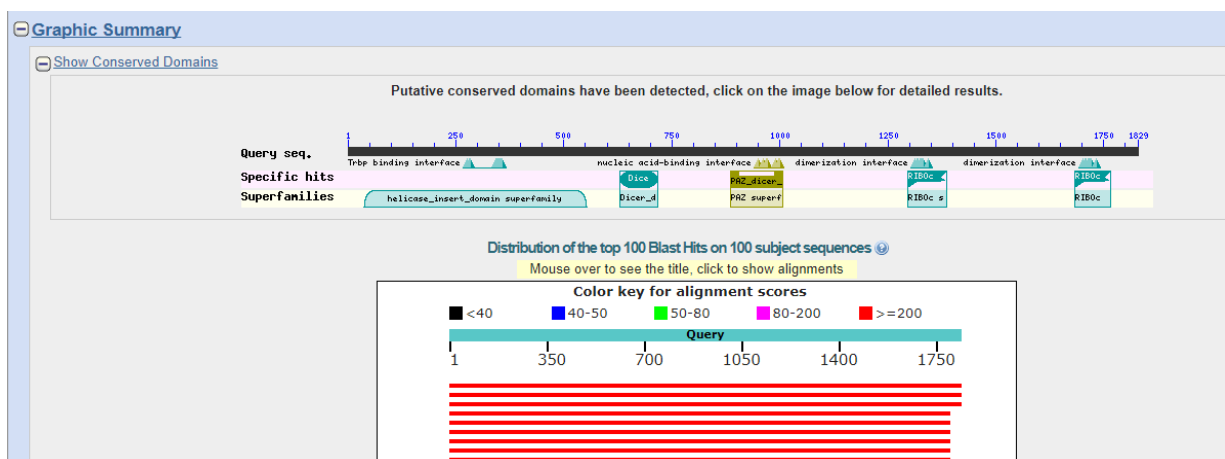 Graphic Summary
Show Conserved Domains
Putative conserved domains have been detected, click on the image below for detailed results.
1 250 500 750 1000 1250 1500 1750 1829
Query seq.
Trbp binding interface nucleic acid-binding interface dimerization interface dimerization interface
Specific hits Dice PAZ_dicer_ RIBOc RIBOc
Superfamilies helicase_insert_domain superfamily Dicer_d PAZ superf RIBOc s RIBOc
Distribution of the top 100 Blast Hits on 100 subject sequences
Mouse over to see the title, click to show alignments
Color key for alignment scores
<40 40-50 50-80 80-200 >=200
Query
1 350 700 1050 1400 1750